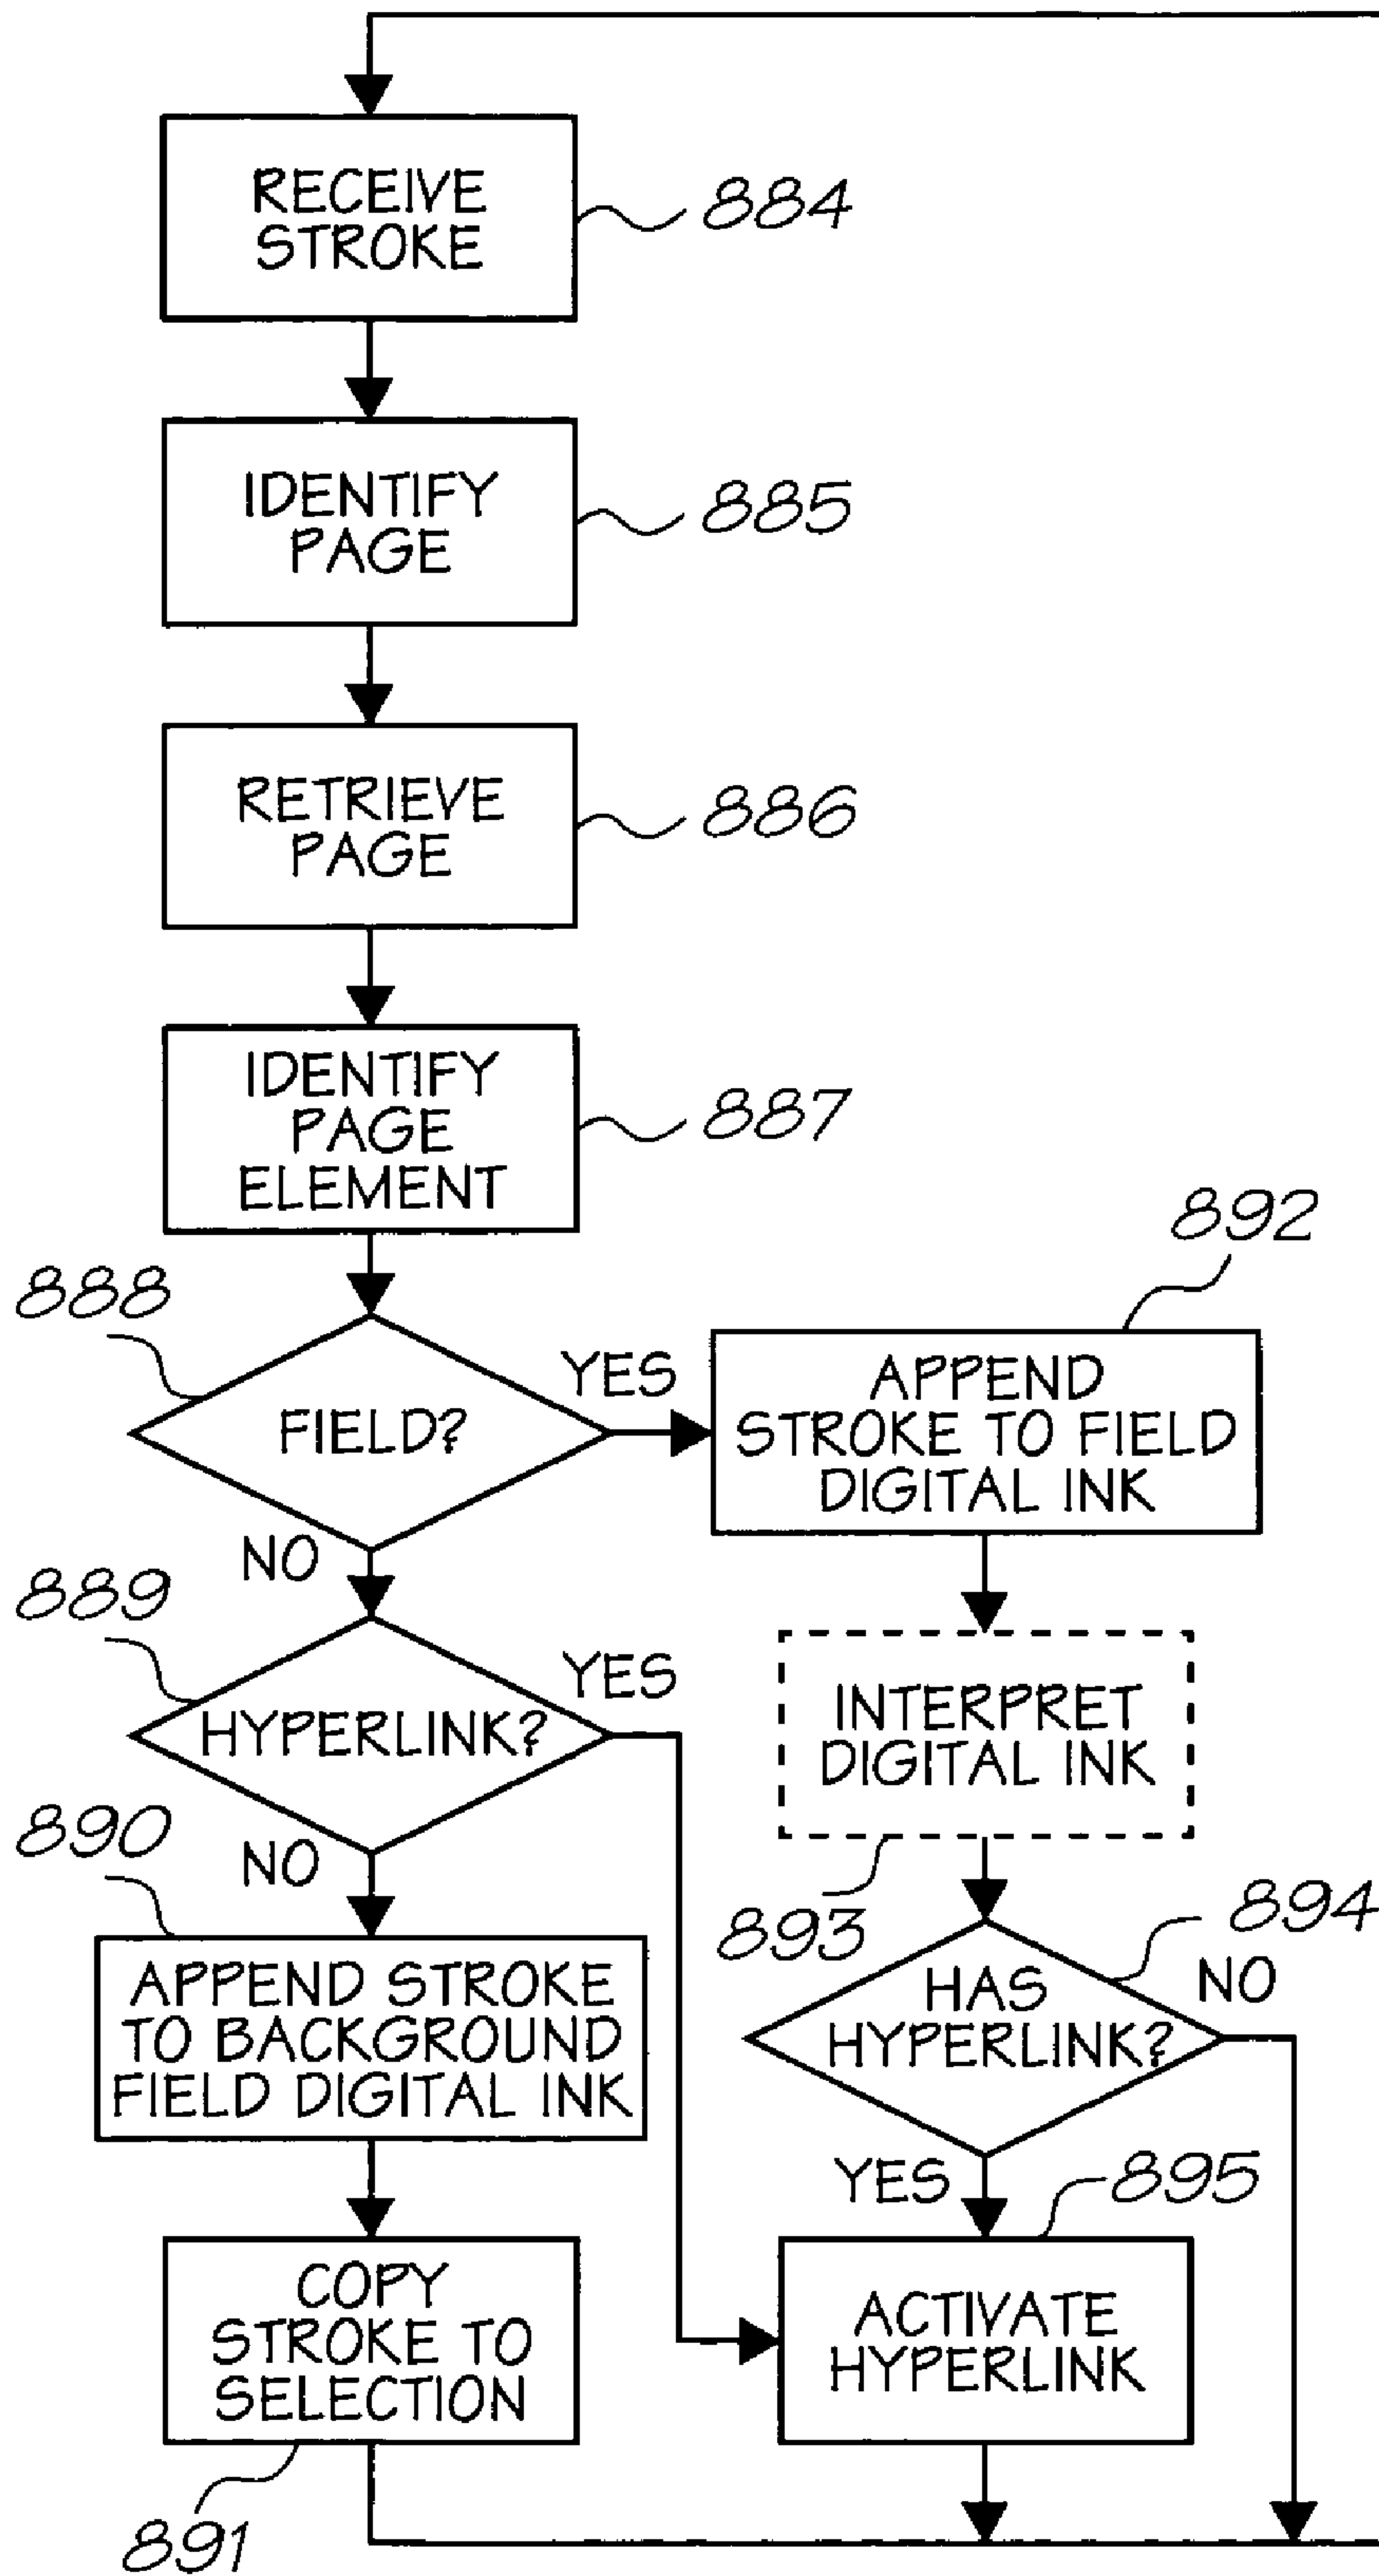 RECEIVE
STROKE
884
IDENTIFY
PAGE
885
RETRIEVE
PAGE
886
IDENTIFY
PAGE
ELEMENT
887
888
FIELD?
YES
NO
892
APPEND
STROKE TO FIELD
DIGITAL INK
889
HYPERLINK?
YES
NO
INTERPRET
DIGITAL INK
893
890
APPEND STROKE
TO BACKGROUND
FIELD DIGITAL INK
894
HAS
HYPERLINK?
NO
YES
895
COPY
STROKE TO
SELECTION
891
ACTIVATE
HYPERLINK